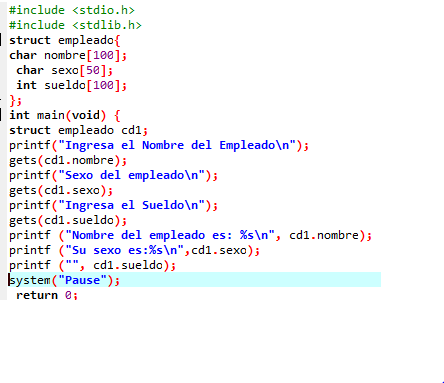 #include <stdio.h>
#include <stdlib.h>
struct empleado{
char nombre[100];
char sexo[50];
int sueldo[100];
};
int main(void) {
struct empleado cd1;
printf("Ingresa el Nombre del Empleado\n");
gets(cd1.nombre);
printf("Sexo del empleado\n");
gets(cd1.sexo);
printf("Ingresa el Sueldo\n");
gets(cd1.sueldo);
printf ("Nombre del empleado es: %s\n", cd1.nombre);
printf ("Su sexo es:%s\n",cd1.sexo);
printf ("", cd1.sueldo);
system("Pause");
return 0;